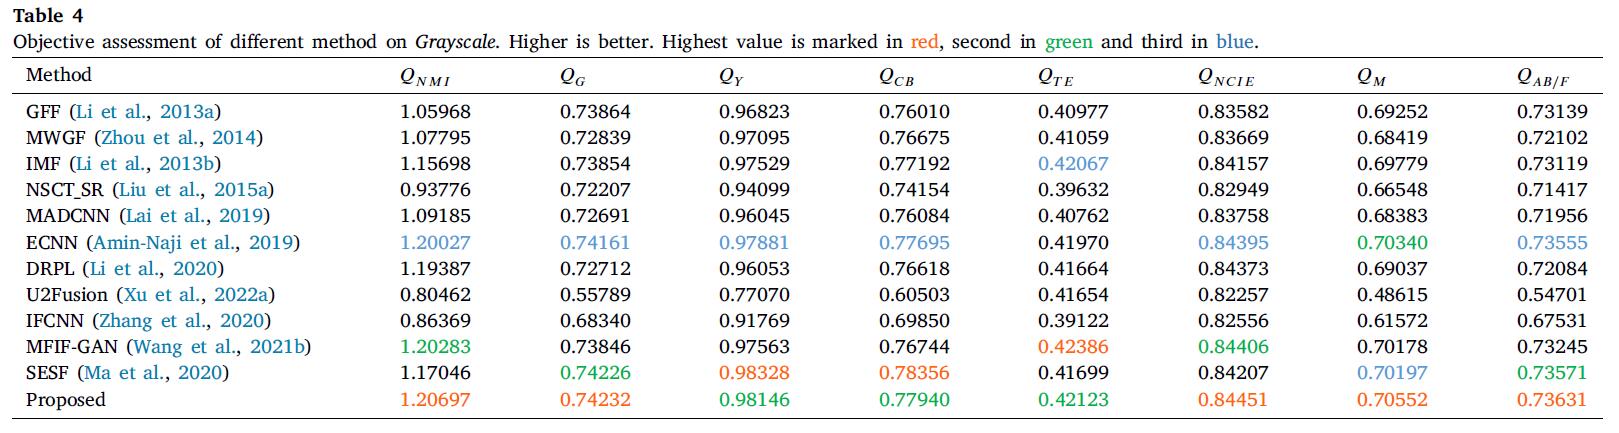 Table 4
Objective assessment of different method on Grayscale. Higher is better. Highest value is marked in red, second in green and third in blue.
Method Q_NMI Q_G Q_Y Q_CB Q_TE Q_NCIE Q_M Q_AB/F
GFF (Li et al., 2013a) 1.05968 0.73864 0.96823 0.76010 0.40977 0.83582 0.69252 0.73139
MWGF (Zhou et al., 2014) 1.07795 0.72839 0.97095 0.76675 0.41059 0.83669 0.68419 0.72102
IMF (Li et al., 2013b) 1.15698 0.73854 0.97529 0.77192 0.42067 0.84157 0.69779 0.73119
NSCT_SR (Liu et al., 2015a) 0.93776 0.72207 0.94099 0.74154 0.39632 0.82949 0.66548 0.71417
MADCNN (Lai et al., 2019) 1.09185 0.72691 0.96045 0.76084 0.40762 0.83758 0.68383 0.71956
ECNN (Amin-Naji et al., 2019) 1.20027 0.74161 0.97881 0.77695 0.41970 0.84395 0.70340 0.73555
DRPL (Li et al., 2020) 1.19387 0.72712 0.96053 0.76618 0.41664 0.84373 0.69037 0.72084
U2Fusion (Xu et al., 2022a) 0.80462 0.55789 0.77070 0.60503 0.41654 0.82257 0.48615 0.54701
IFCNN (Zhang et al., 2020) 0.86369 0.68340 0.91769 0.69850 0.39122 0.82556 0.61572 0.67531
MFIF-GAN (Wang et al., 2021b) 1.20283 0.73846 0.97563 0.76744 0.42386 0.84406 0.70178 0.73245
SESF (Ma et al., 2020) 1.17046 0.74226 0.98328 0.78356 0.41699 0.84207 0.70197 0.73571
Proposed 1.20697 0.74232 0.98146 0.77940 0.42123 0.84451 0.70552 0.73631